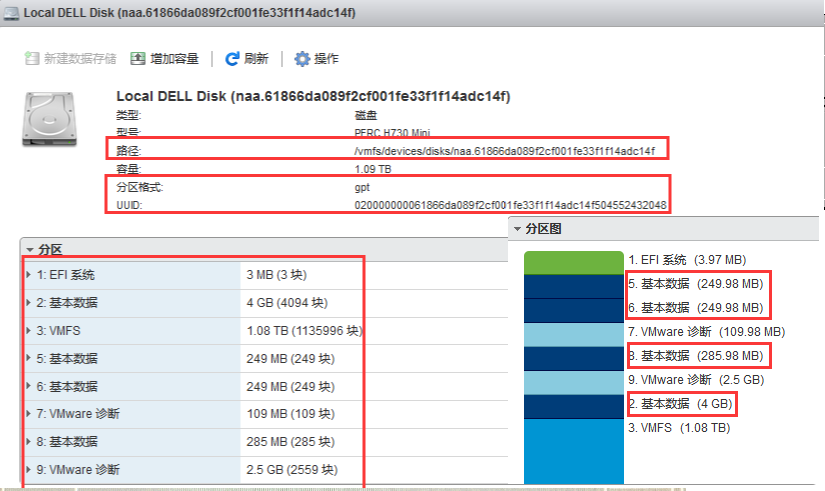 Local DELL Disk (naa.61866da089f2cf001fe33f1f14adc14f)
新建数据存储 增加容量 刷新 操作
Local DELL Disk (naa.61866da089f2cf001fe33f1f14adc14f)
类型: 磁盘
型号: PERC H730 Mini
路径: /vmfs/devices/disks/naa.61866da089f2cf001fe33f1f14adc14f
容量: 1.09 TB
分区格式: gpt
UUID: 020000000061866da089f2cf001fe33f1f14adc14f504552432048
分区
1: EFI 系统 3 MB (3 块)
2: 基本数据 4 GB (4094 块)
3: VMFS 1.08 TB (1135996 块)
5: 基本数据 249 MB (249 块)
6: 基本数据 249 MB (249 块)
7: VMware 诊断 109 MB (109 块)
8: 基本数据 285 MB (285 块)
9: VMware 诊断 2.5 GB (2559 块)
分区图
1. EFI 系统 (3.97 MB)
5. 基本数据 (249.98 MB)
6. 基本数据 (249.98 MB)
7. VMware 诊断 (109.98 MB)
8. 基本数据 (285.98 MB)
9. VMware 诊断 (2.5 GB)
2. 基本数据 (4 GB)
3. VMFS (1.08 TB)